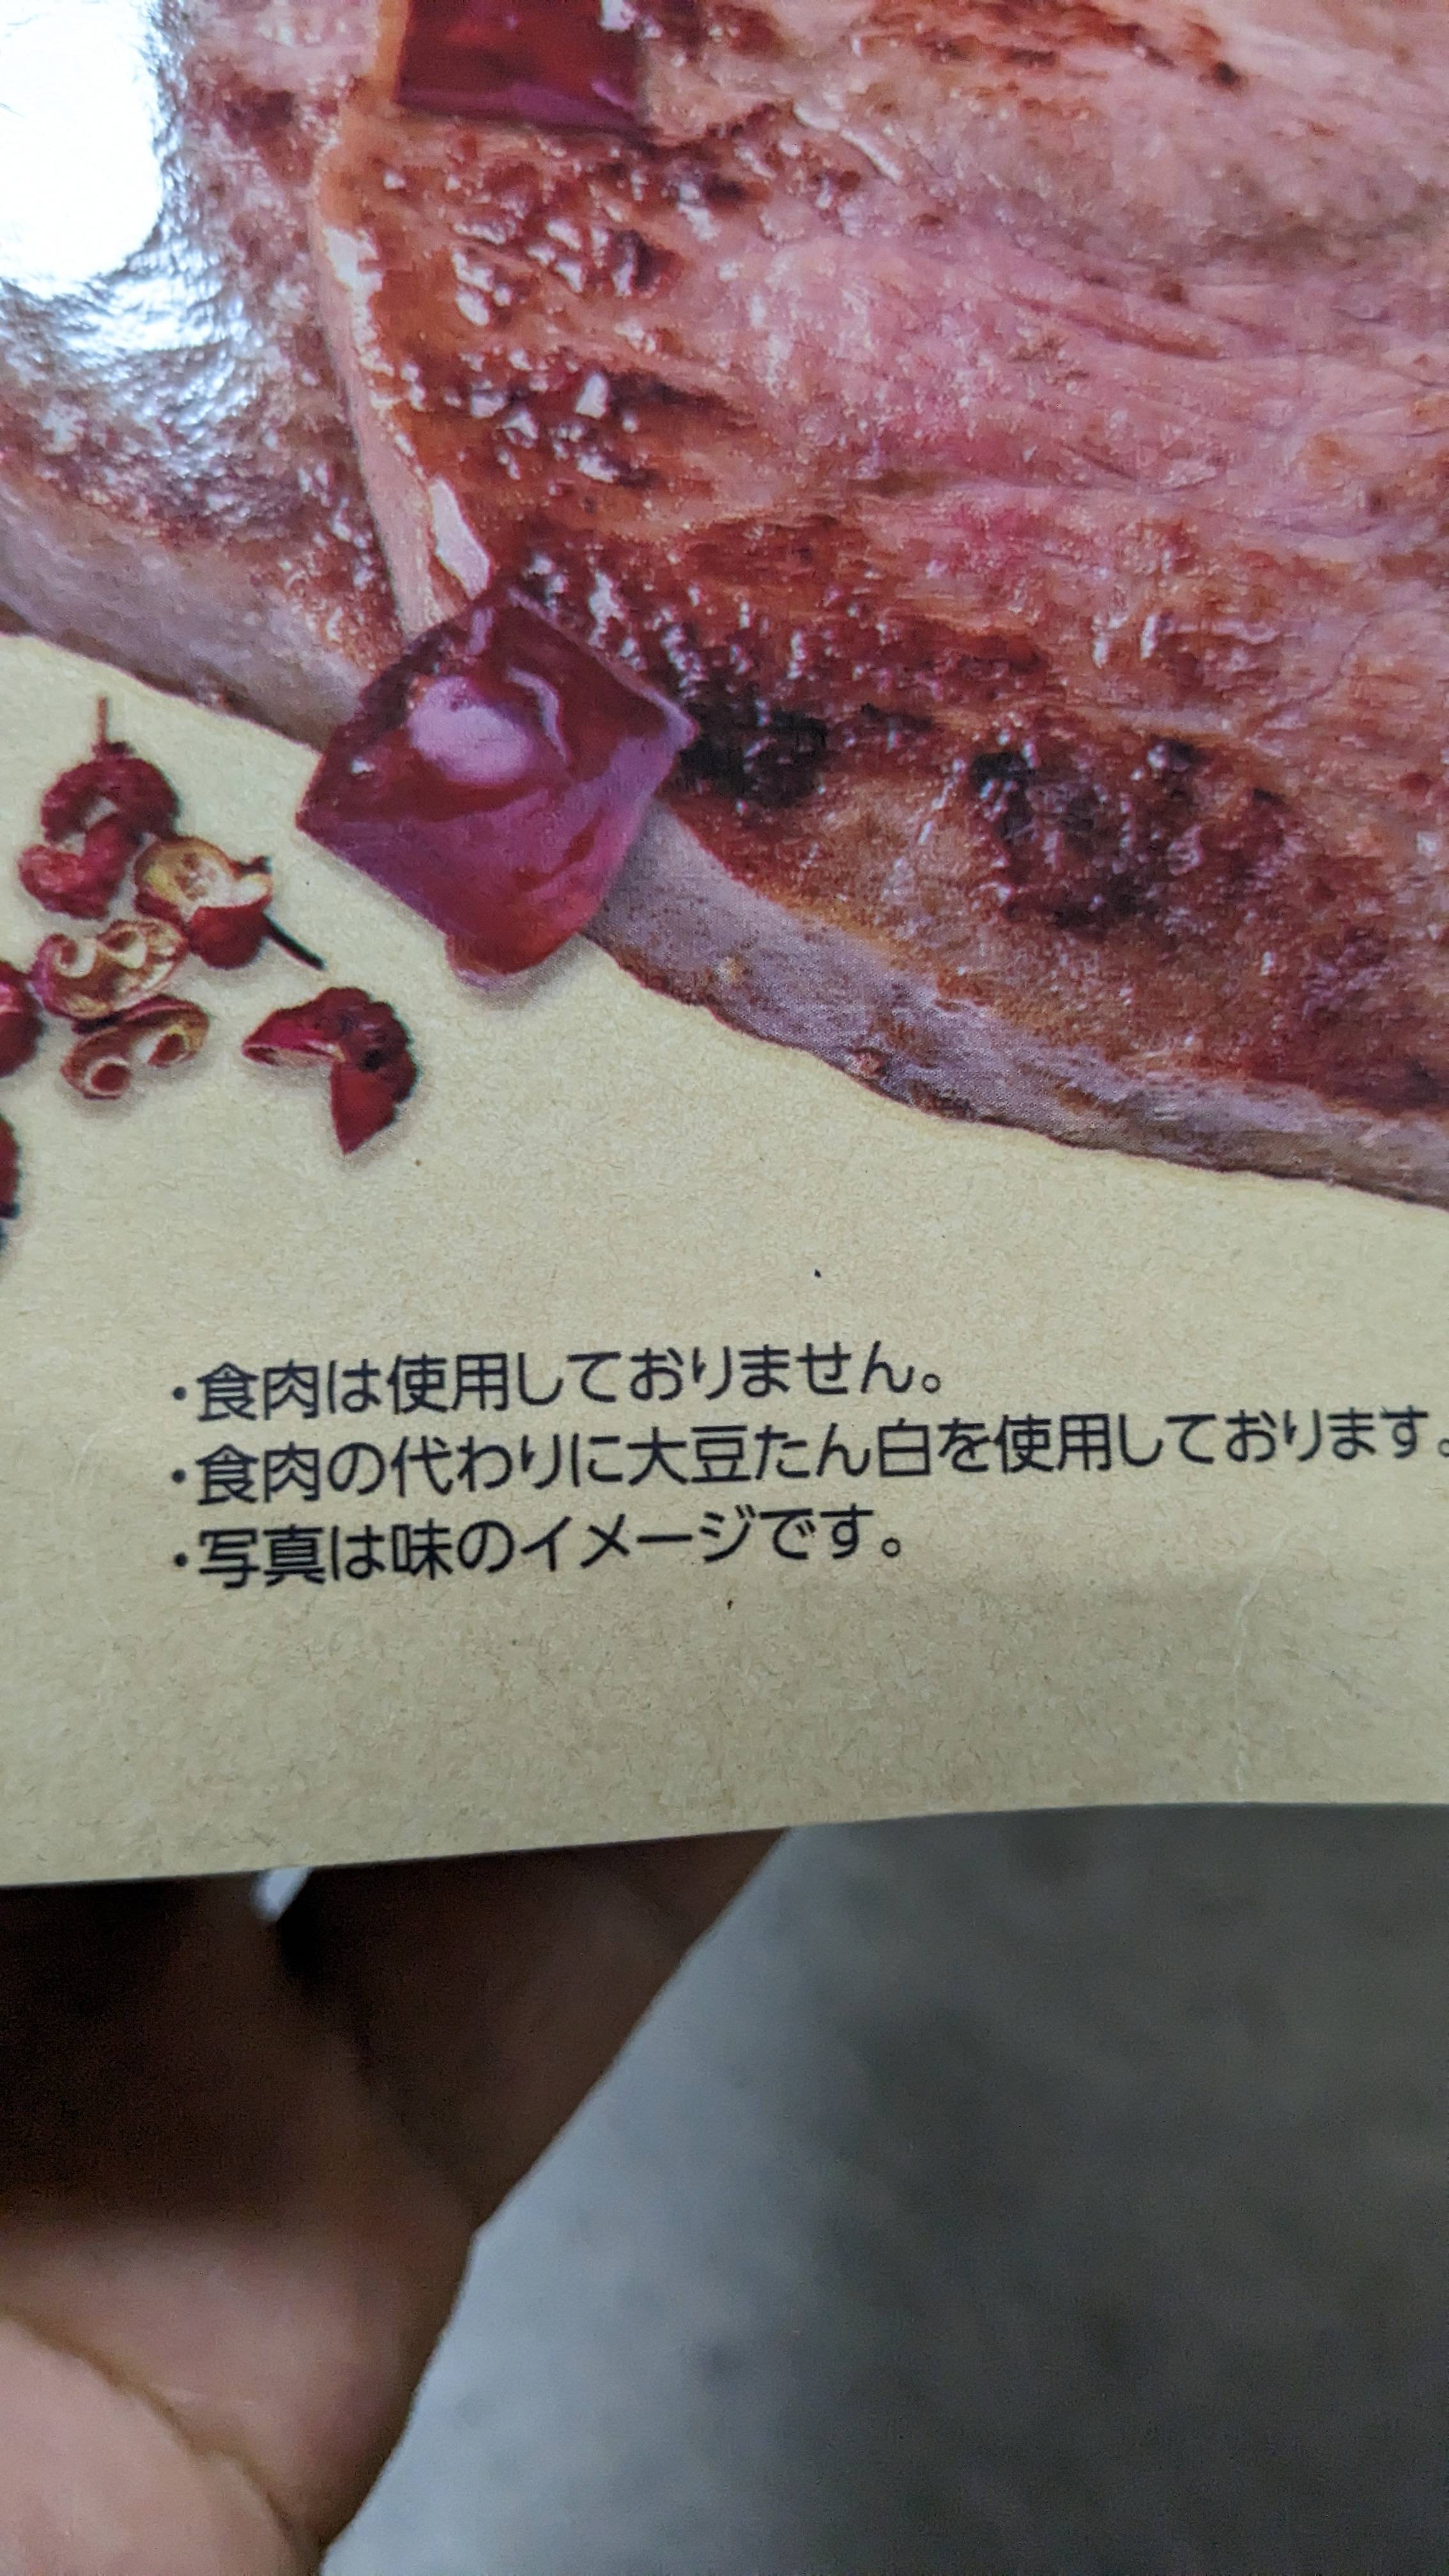 ・食肉は使用しておりません。
・食肉の代わりに大豆たん白を使用しております。
・写真は味のイメージです。